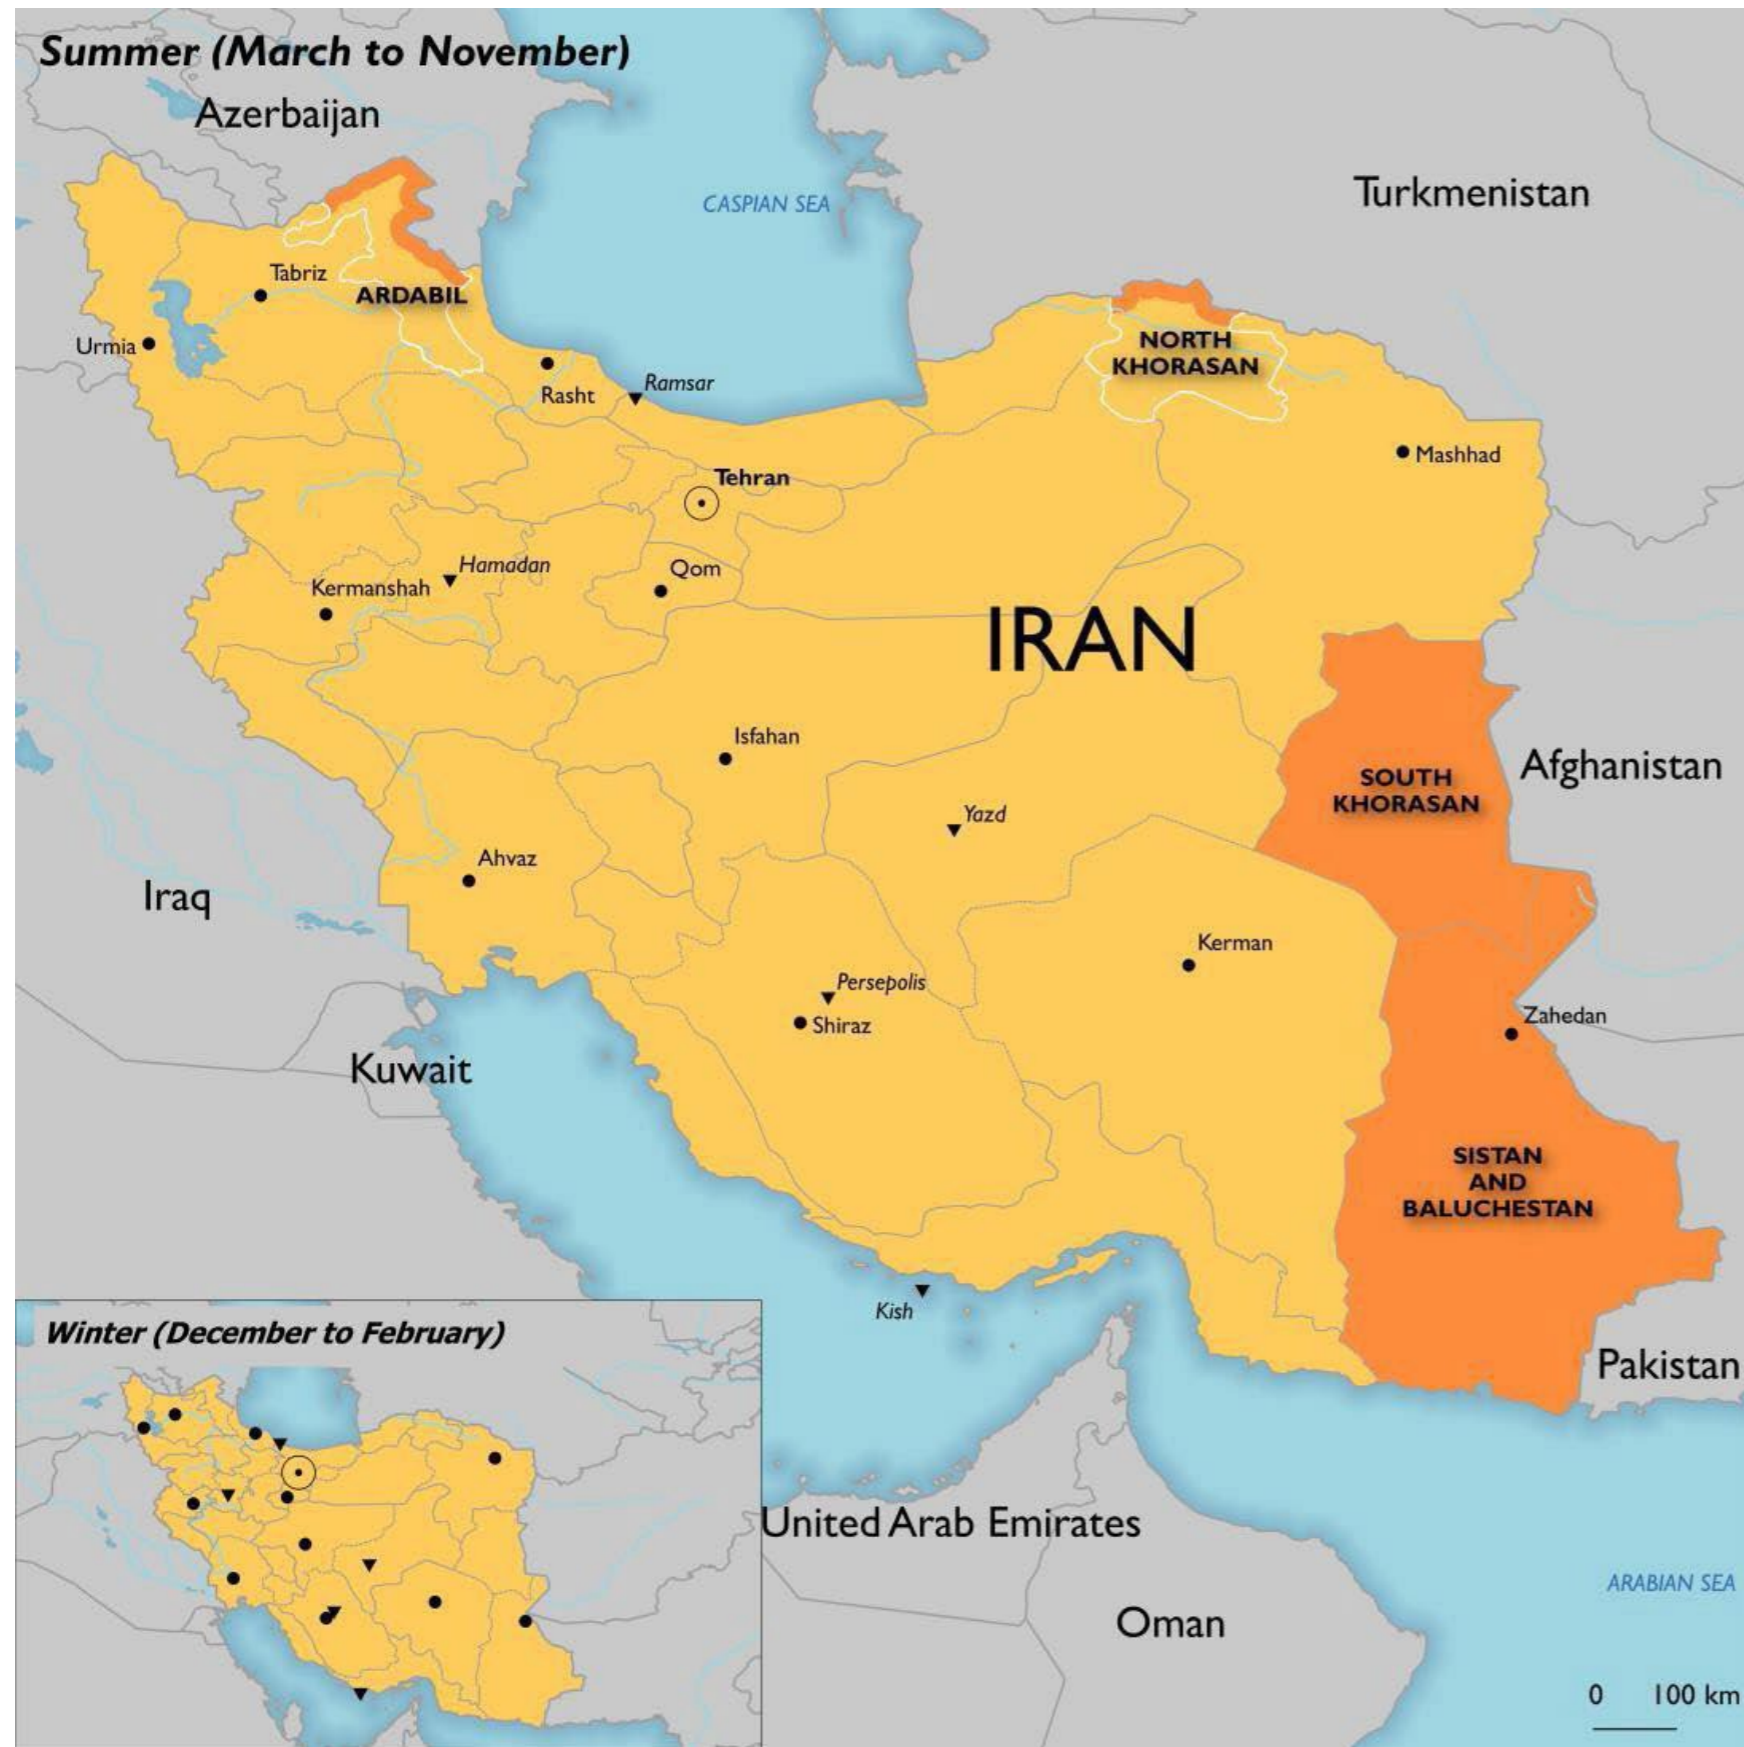 Summer (March to November)
Azerbaijan
Turkmenistan
CASPIAN SEA
Tabriz
ARDABIL
Urmia
Rasht
Ramsar
NORTH
KHORASAN
Mashhad
Tehran
Hamadan
Kermanshah
Qom
IRAN
Isfahan
SOUTH
KHORASAN
Afghanistan
Yazd
Ahvaz
Iraq
Kerman
Persepolis
Shiraz
Zahedan
Kuwait
SISTAN
AND
BALUCHESTAN
Kish
Winter (December to February)
Pakistan
United Arab Emirates
ARABIAN SEA
Oman
0 100 km